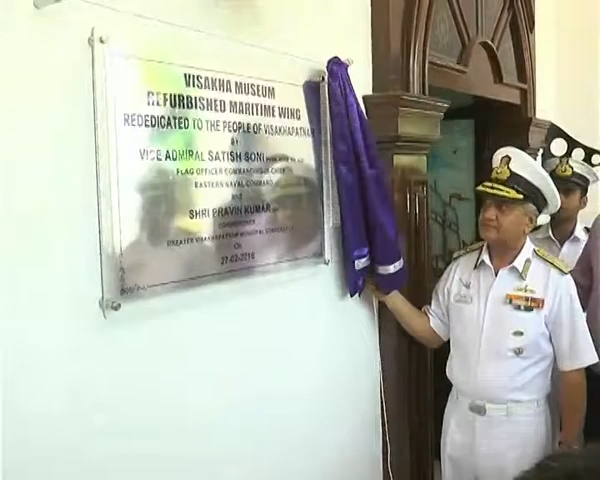 VISAKHA MUSEUM
REFURBISHED MARITIME WING
REDEDICATED TO THE PEOPLE OF VISAKHAPATNAM
BY
VICE ADMIRAL SATISH SONI
FLAG OFFICER COMMANDING-IN-CHIEF
EASTERN NAVAL COMMAND
AND
SHRI PRAVIN KUMAR
COMMISSIONER
GREATER VISAKHAPATNAM MUNICIPAL CORPORATION
ON
27-02-2016